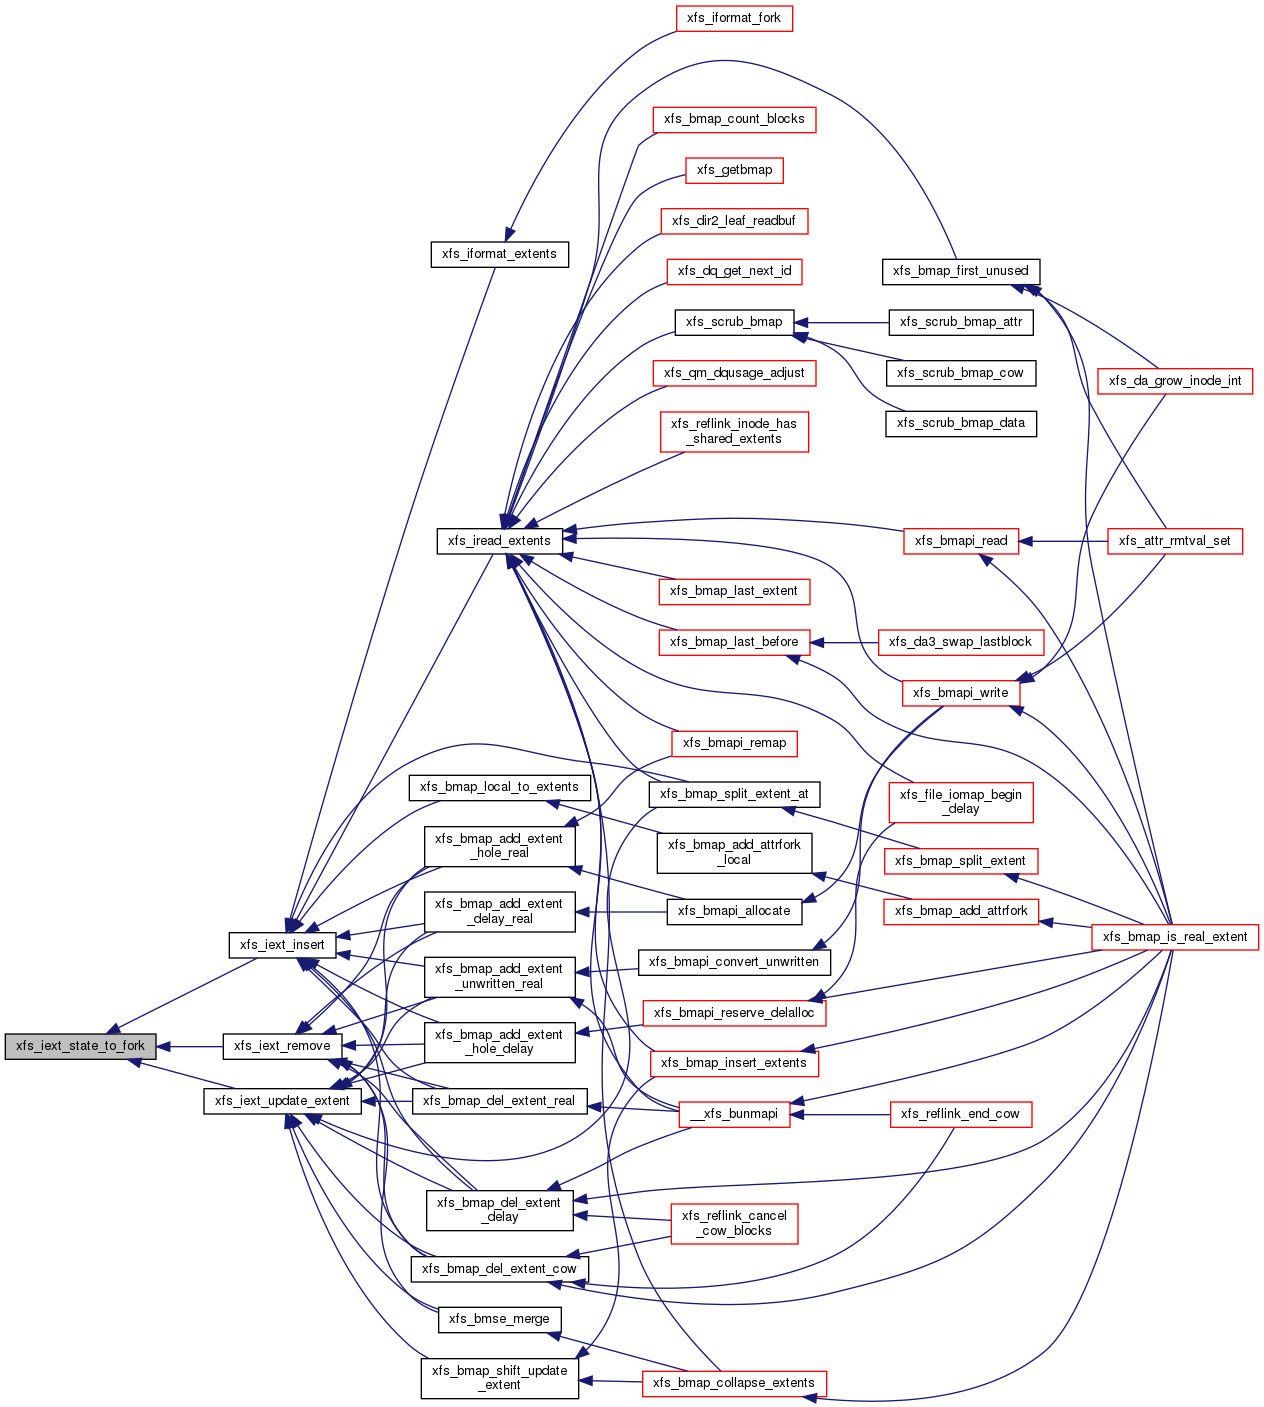 xfs_iformat_fork
xfs_bmap_count_blocks
xfs_getbmap
xfs_dir2_leaf_readbuf
xfs_iformat_extents
xfs_dq_get_next_id
xfs_bmap_first_unused
xfs_scrub_bmap
xfs_scrub_bmap_attr
xfs_qm_dqusage_adjust
xfs_scrub_bmap_cow
xfs_da_grow_inode_int
xfs_reflink_inode_has
_shared_extents
xfs_scrub_bmap_data
xfs_iread_extents
xfs_bmapi_read
xfs_attr_rmtval_set
xfs_bmap_last_extent
xfs_bmap_last_before
xfs_da3_swap_lastblock
xfs_bmapi_write
xfs_bmapi_remap
xfs_bmap_local_to_extents
xfs_bmap_split_extent_at
xfs_file_iomap_begin
_delay
xfs_bmap_add_extent
_hole_real
xfs_bmap_add_attrfork
_local
xfs_bmap_split_extent
xfs_bmap_add_extent
_delay_real
xfs_bmapi_allocate
xfs_bmap_add_attrfork
xfs_bmap_is_real_extent
xfs_iext_insert
xfs_bmap_add_extent
_unwritten_real
xfs_bmapi_convert_unwritten
xfs_bmapi_reserve_delalloc
xfs_iext_state_to_fork
xfs_iext_remove
xfs_bmap_add_extent
_hole_delay
xfs_bmap_insert_extents
xfs_iext_update_extent
xfs_bmap_del_extent_real
__xfs_bunmapi
xfs_reflink_end_cow
xfs_bmap_del_extent
_delay
xfs_reflink_cancel
_cow_blocks
xfs_bmap_del_extent_cow
xfs_bmse_merge
xfs_bmap_shift_update
_extent
xfs_bmap_collapse_extents